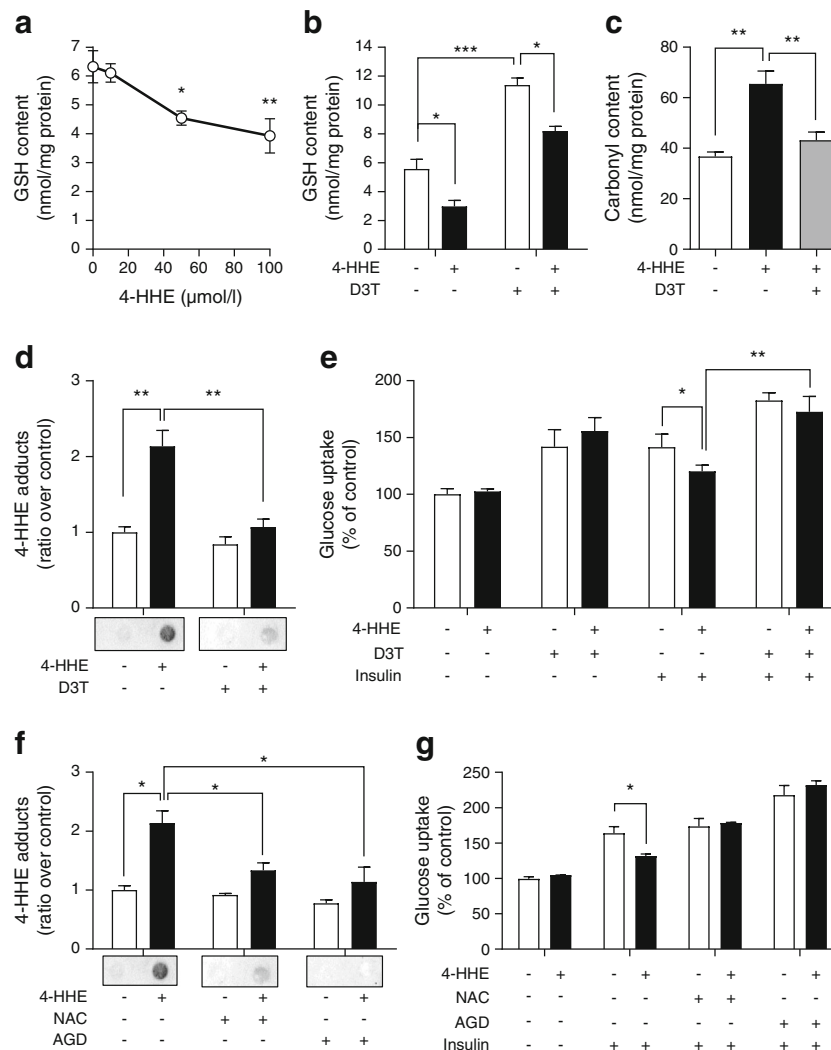 a
GSH content
(nmol/mg protein)
7
6
5
4
3
2
1
0
*
**
0 20 40 60 80 100
4-HHE (μmol/l)
b
GSH content
(nmol/mg protein)
14
12
10
8
6
4
2
0
***
*
*
4-HHE - + - +
D3T - - + +
c
Carbonyl content
(nmol/mg protein)
80
60
40
20
0
** **
4-HHE - + +
D3T - - +
d
4-HHE adducts
(ratio over control)
3
2
1
0
** **
4-HHE - + - +
D3T - - + +
e
Glucose uptake
(% of control)
200
150
100
50
0
**
*
4-HHE - + - + - + - +
D3T - - + + - - + +
Insulin - - - - + + + +
f
4-HHE adducts
(ratio over control)
3
2
1
0
*
* *
4-HHE - + - + - +
NAC - - + + - -
AGD - - - - + +
g
Glucose uptake
(% of control)
250
200
150
100
50
0
*
4-HHE - + - + - + - +
NAC - - - - + + - -
AGD - - - - - - + +
Insulin - - + + + + + +